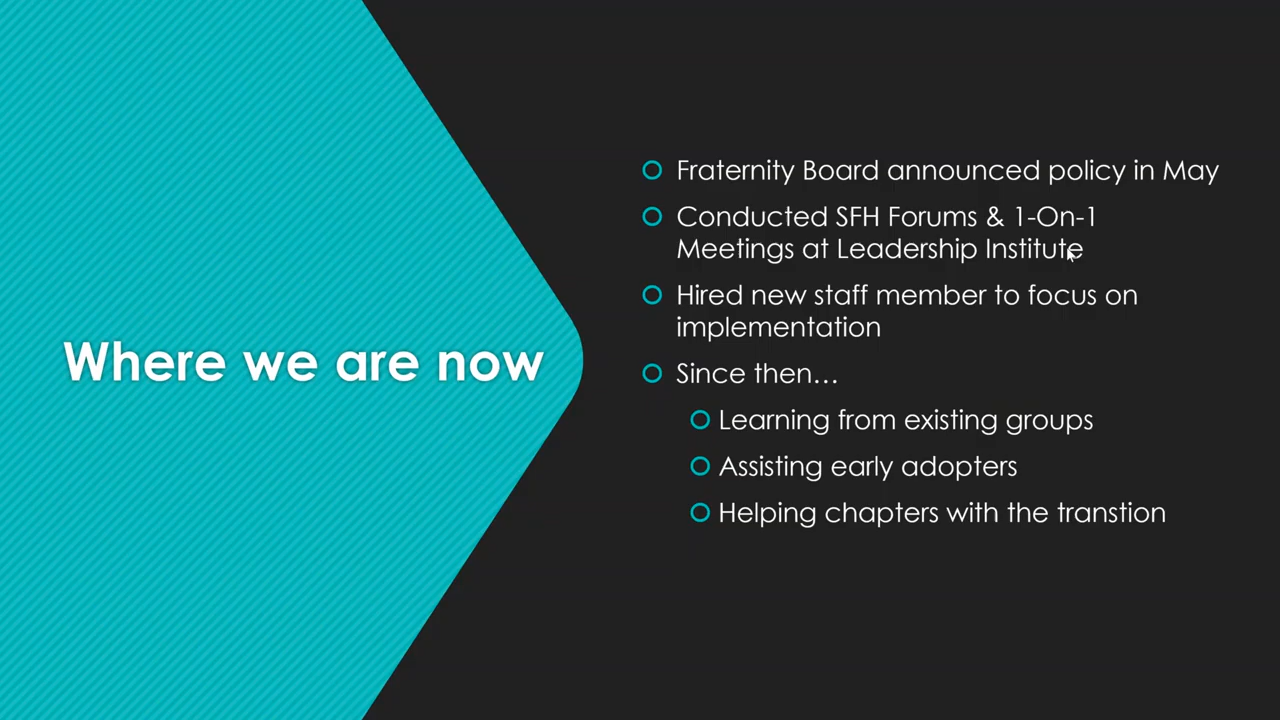 Where we are now
Fraternity Board announced policy in May
Conducted SFH Forums & 1-On-1
Meetings at Leadership Institute
Hired new staff member to focus on
implementation
Since then…
Learning from existing groups
Assisting early adopters
Helping chapters with the transtion